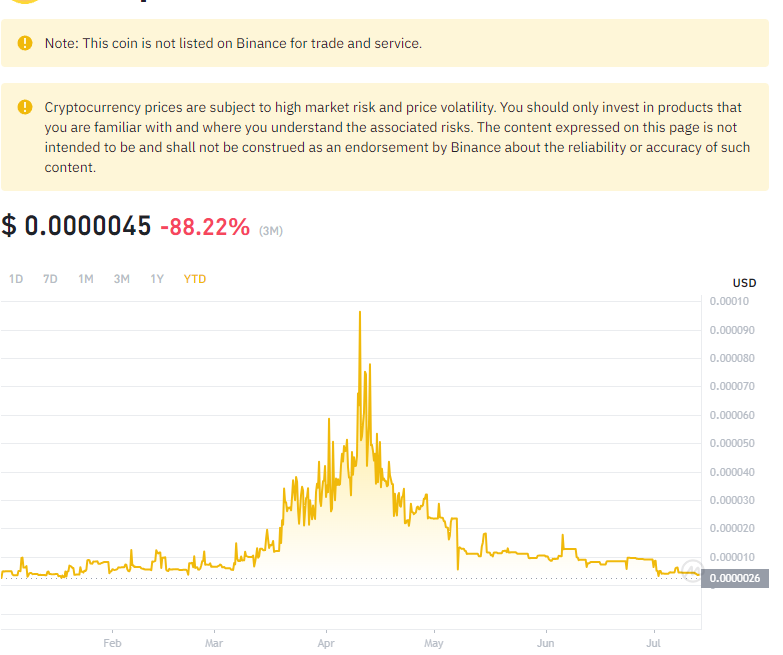 Note: This coin is not listed on Binance for trade and service.
Cryptocurrency prices are subject to high market risk and price volatility. You should only invest in products that
you are familiar with and where you understand the associated risks. The content expressed on this page is not
intended to be and shall not be construed as an endorsement by Binance about the reliability or accuracy of such
content.
$ 0.0000045 -88.22% (3M)
1D 7D 1M 3M 1Y YTD
USD
0.00010
0.000090
0.000080
0.000070
0.000060
0.000050
0.000040
0.000030
0.000020
0.000010
0.0000026
Feb Mar Apr May Jun Jul